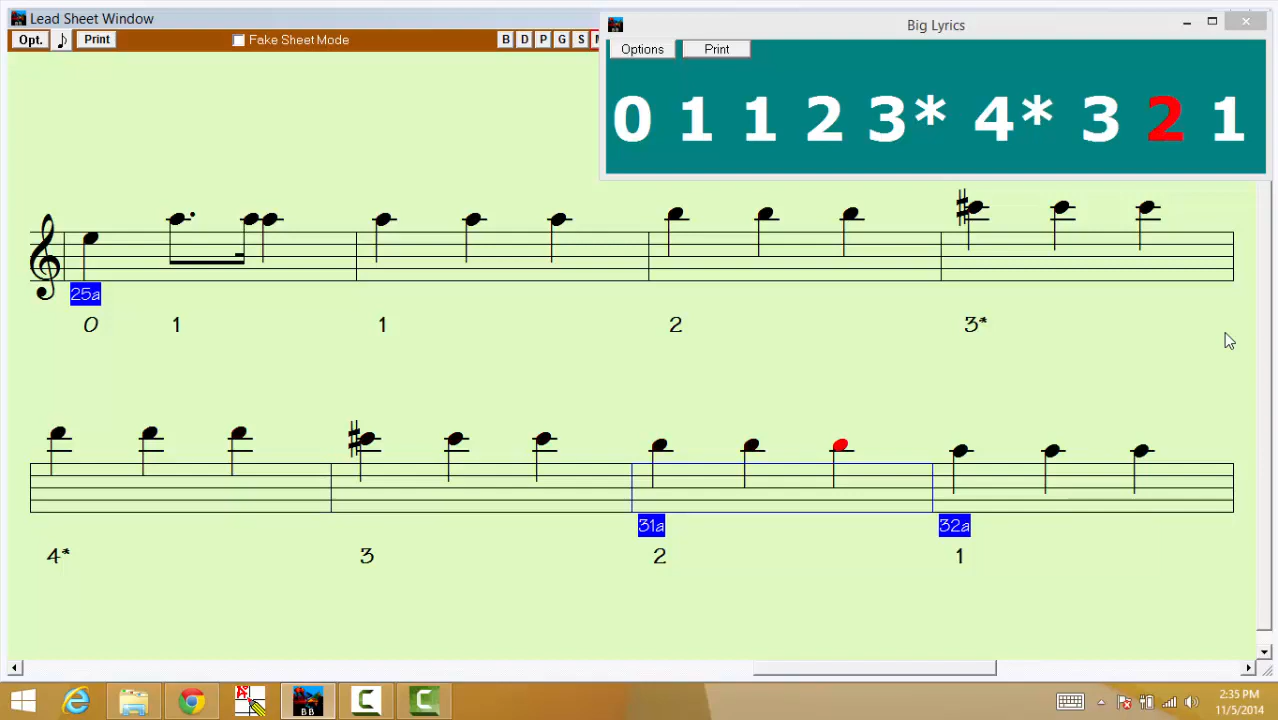 Lead Sheet Window
Big Lyrics
Opt. Print Fake Sheet Mode B D P G S
Options Print
0 1 1 2 3* 4* 3 2 1
25a
0 1 1 2 3*
31a 32a
4* 3 2 1
BB
2:35 PM
11/5/2014